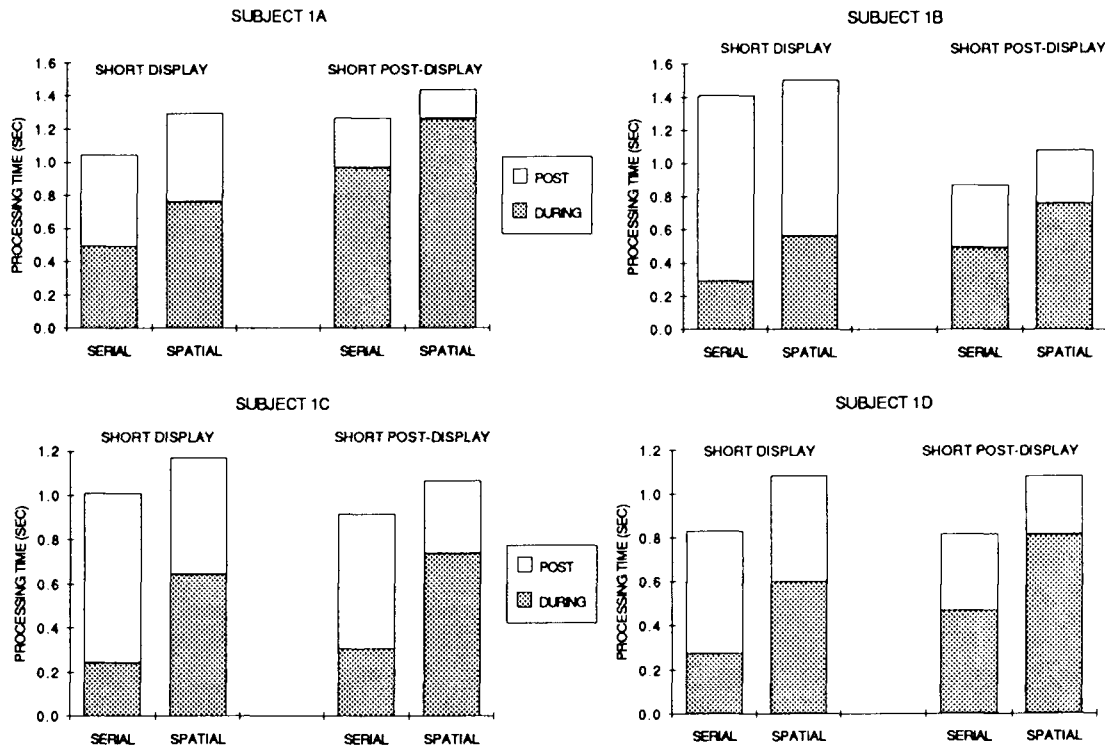 SUBJECT 1A
SHORT DISPLAY
SHORT POST-DISPLAY
PROCESSING TIME (SEC)
1.6
1.4
1.2
1.0
0.8
0.6
0.4
0.2
0.0
SERIAL SPATIAL SERIAL SPATIAL
POST
DURING
SUBJECT 1B
SHORT DISPLAY
SHORT POST-DISPLAY
PROCESSING TIME (SEC)
1.6
1.4
1.2
1.0
0.8
0.6
0.4
0.2
0.0
SERIAL SPATIAL SERIAL SPATIAL
SUBJECT 1C
SHORT DISPLAY
SHORT POST-DISPLAY
PROCESSING TIME (SEC)
1.2
1.0
0.8
0.6
0.4
0.2
0.0
SERIAL SPATIAL SERIAL SPATIAL
POST
DURING
SUBJECT 1D
SHORT DISPLAY
SHORT POST-DISPLAY
PROCESSING TIME (SEC)
1.2
1.0
0.8
0.6
0.4
0.2
0.0
SERIAL SPATIAL SERIAL SPATIAL